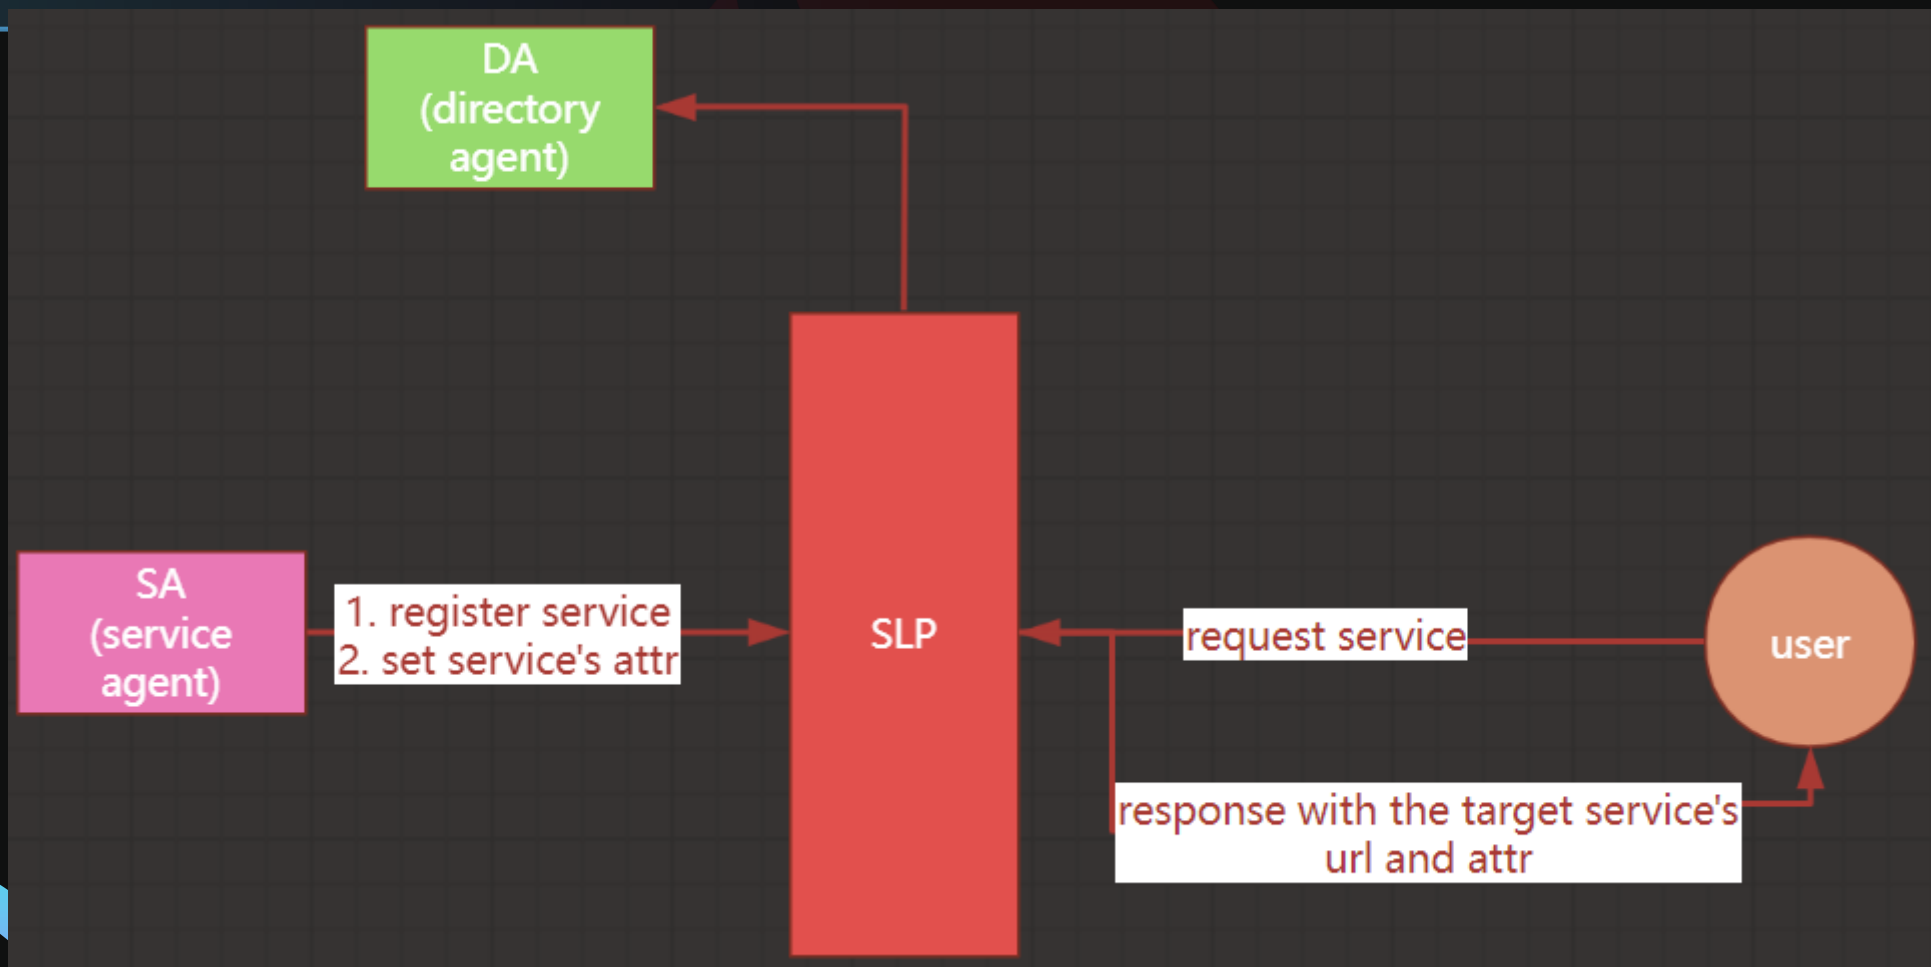 DA
(directory
agent)
SA
(service
agent)
1. register service
2. set service's attr
SLP
request service
user
response with the target service's
url and attr